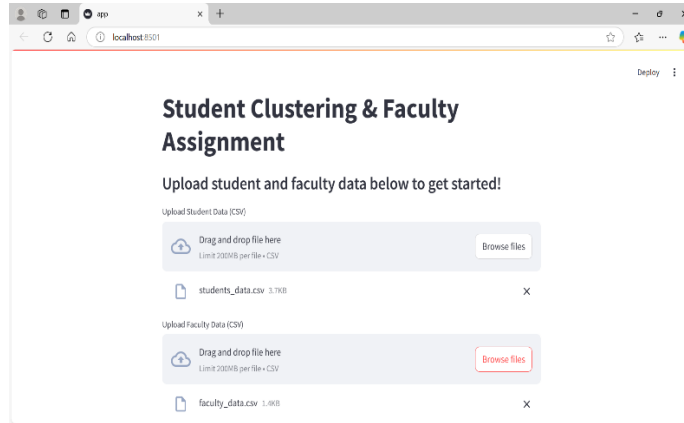 app
localhost:8501
Deploy
Student Clustering & Faculty
Assignment
Upload student and faculty data below to get started!
Upload Student Data (CSV)
Drag and drop file here
Limit 200MB per file • CSV
Browse files
students_data.csv 3.7KB
Upload Faculty Data (CSV)
Drag and drop file here
Limit 200MB per file • CSV
Browse files
faculty_data.csv 1.4KB